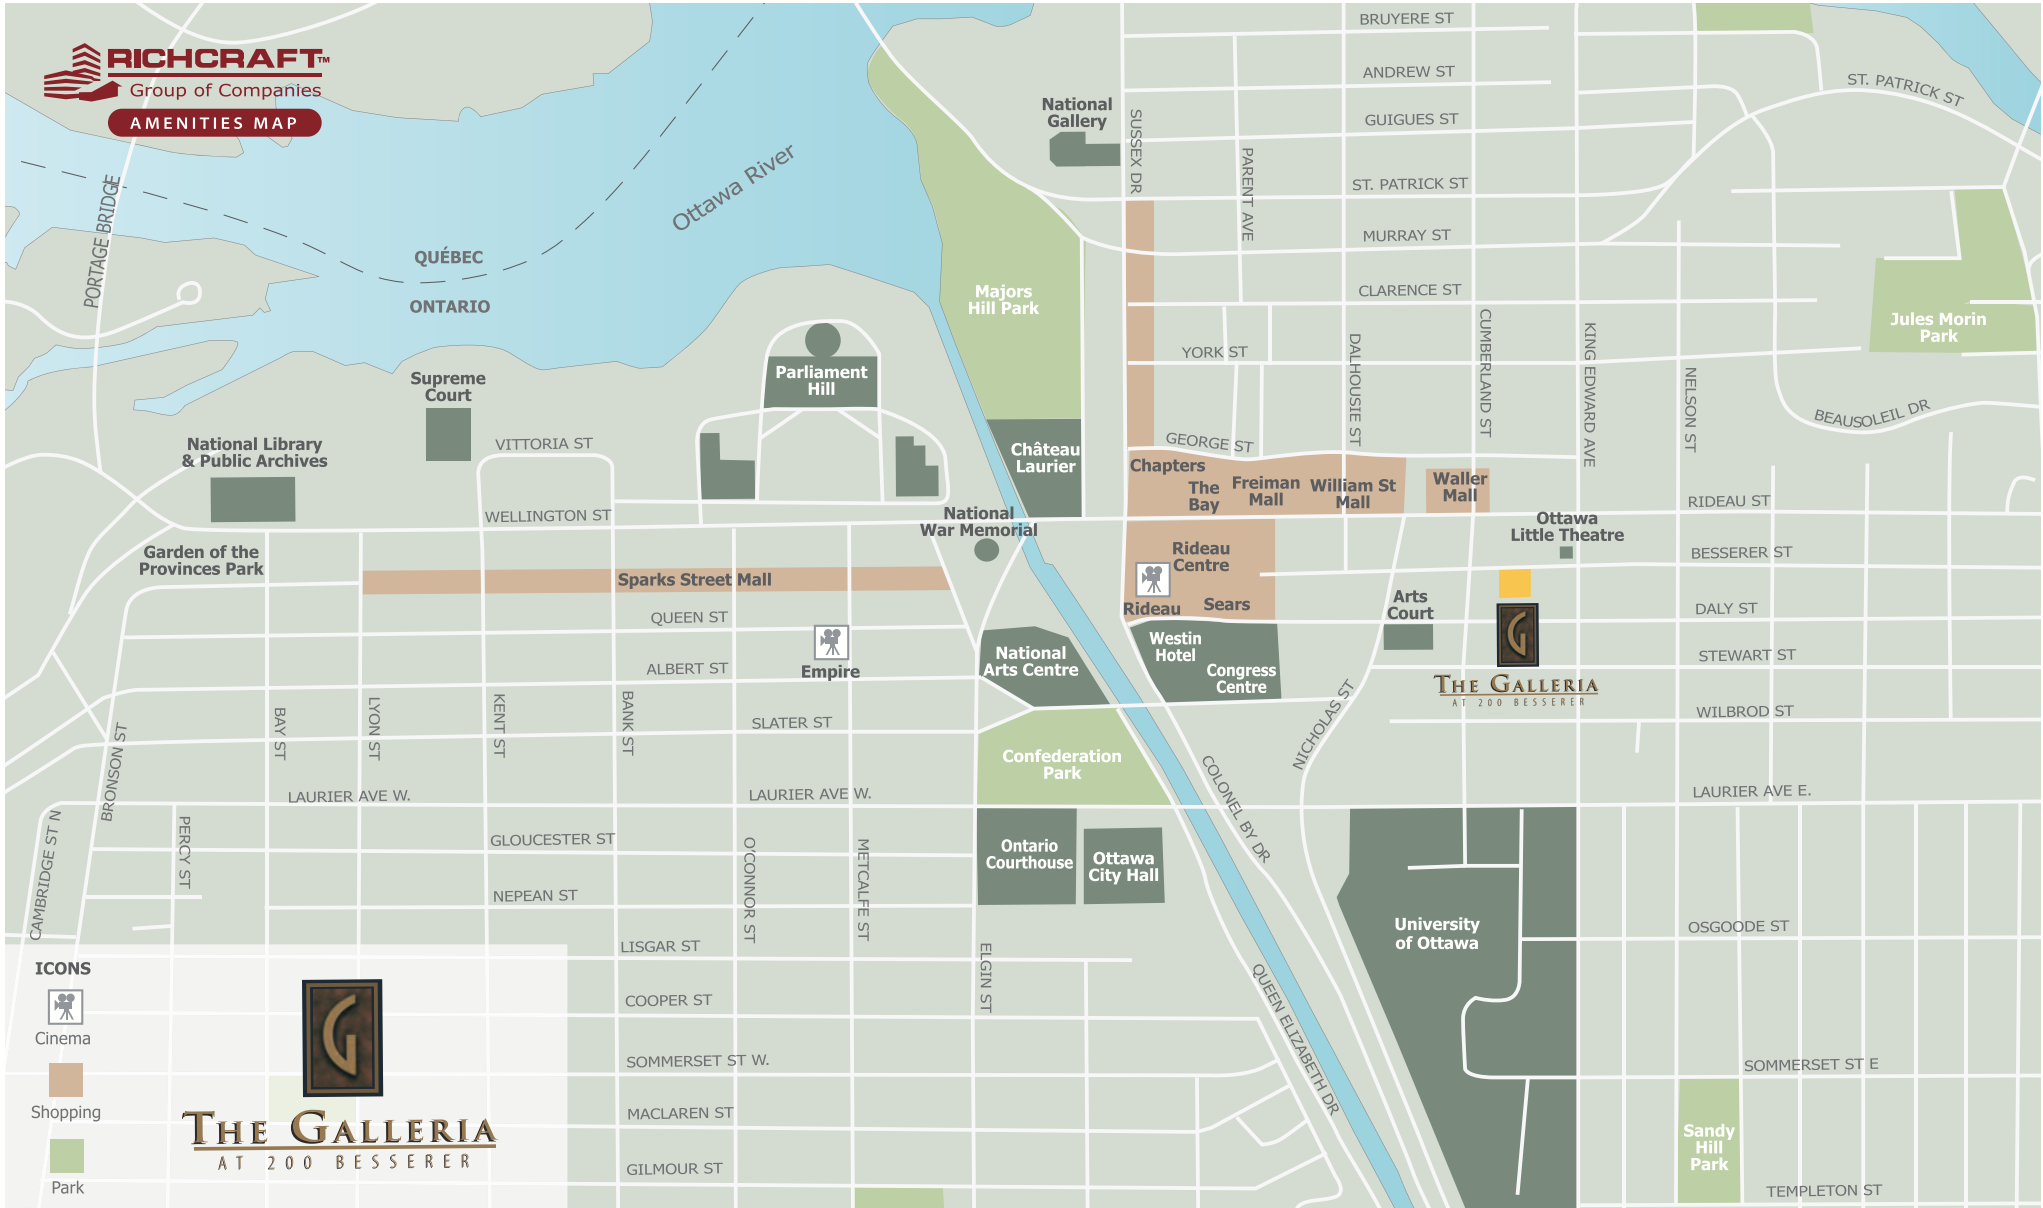 RICHCRAFT™
Group of Companies
AMENITIES MAP
BRUYERE ST
ANDREW ST
ST. PATRICK ST
National
Gallery
GUIGUES ST
SUSSEX DR
PARENT AVE
ST. PATRICK ST
Ottawa River
PORTAGE BRIDGE
MURRAY ST
QUÉBEC
ONTARIO
Majors
Hill Park
CLARENCE ST
Jules Morin
Park
YORK ST
DALHOUSIE ST
CUMBERLAND ST
KING EDWARD AVE
NELSON ST
BEAUSOLEIL DR
Supreme
Court
Parliament
Hill
National Library
& Public Archives
VITTORIA ST
Château
Laurier
GEORGE ST
Chapters
The
Bay
Freiman
Mall
William St
Mall
Waller
Mall
RIDEAU ST
WELLINGTON ST
National
War Memorial
Ottawa
Little Theatre
BESSERER ST
Garden of the
Provinces Park
Sparks Street Mall
Rideau
Centre
Rideau
Sears
Arts
Court
DALY ST
QUEEN ST
ALBERT ST
Empire
National
Arts Centre
Westin
Hotel
Congress
Centre
STEWART ST
THE GALLERIA
AT 200 BESSERER
WILBROD ST
BRONSON ST
BAY ST
LYON ST
KENT ST
BANK ST
SLATER ST
NICHOLAS ST
Confederation
Park
COLONEL BY DR
LAURIER AVE W.
LAURIER AVE W.
LAURIER AVE E.
CAMBRIDGE ST N
PERCY ST
GLOUCESTER ST
O'CONNOR ST
METCALFE ST
Ontario
Courthouse
Ottawa
City Hall
NEPEAN ST
University
of Ottawa
OSGOODE ST
LISGAR ST
ELGIN ST
QUEEN ELIZABETH DR
COOPER ST
SOMMERSET ST W.
SOMMERSET ST E
MACLAREN ST
Sandy
Hill
Park
GILMOUR ST
TEMPLETON ST
ICONS
Cinema
Shopping
Park
G
THE GALLERIA
AT 200 BESSERER